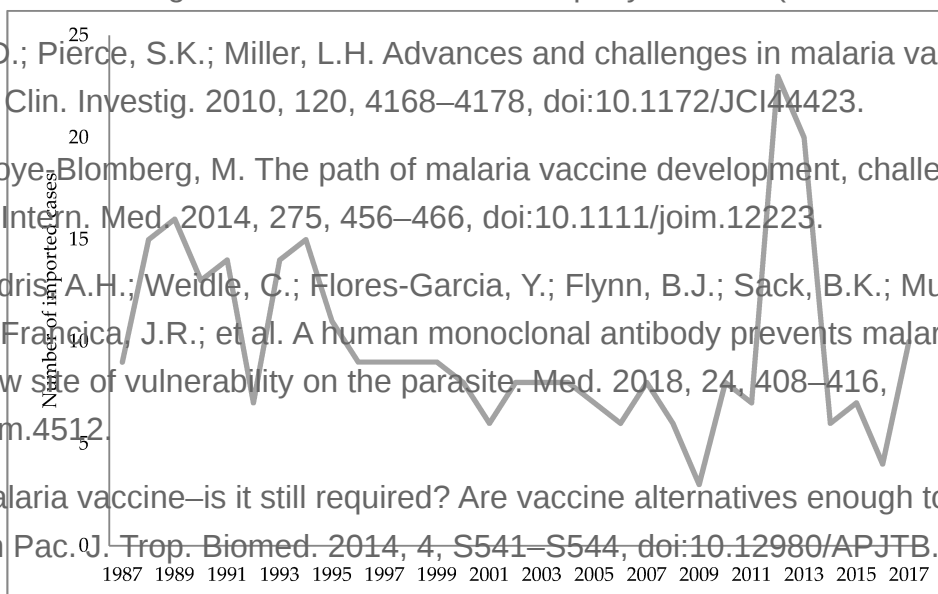 25
D.; Pierce, S.K.; Miller, L.H. Advances and challenges in malaria va
Clin. Investig. 2010, 120, 4168–4178, doi:10.1172/JCI44423.
20
oye-Blomberg, M. The path of malaria vaccine development, challe
Intern. Med. 2014, 275, 456–466, doi:10.1111/joim.12223.
15
Number of imported cases
dris, A.H.; Weidle, C.; Flores-Garcia, Y.; Flynn, B.J.; Sack, B.K.; Mu
Francica, J.R.; et al. A human monoclonal antibody prevents malar
10
w site of vulnerability on the parasite. Med. 2018, 24, 408–416,
m.4512.
5
alaria vaccine–is it still required? Are vaccine alternatives enough to
Pac. J. Trop. Biomed. 2014, 4, S541–S544, doi:10.12980/APJTB.
0
1987 1989 1991 1993 1995 1997 1999 2001 2003 2005 2007 2009 2011 2013 2015 2017